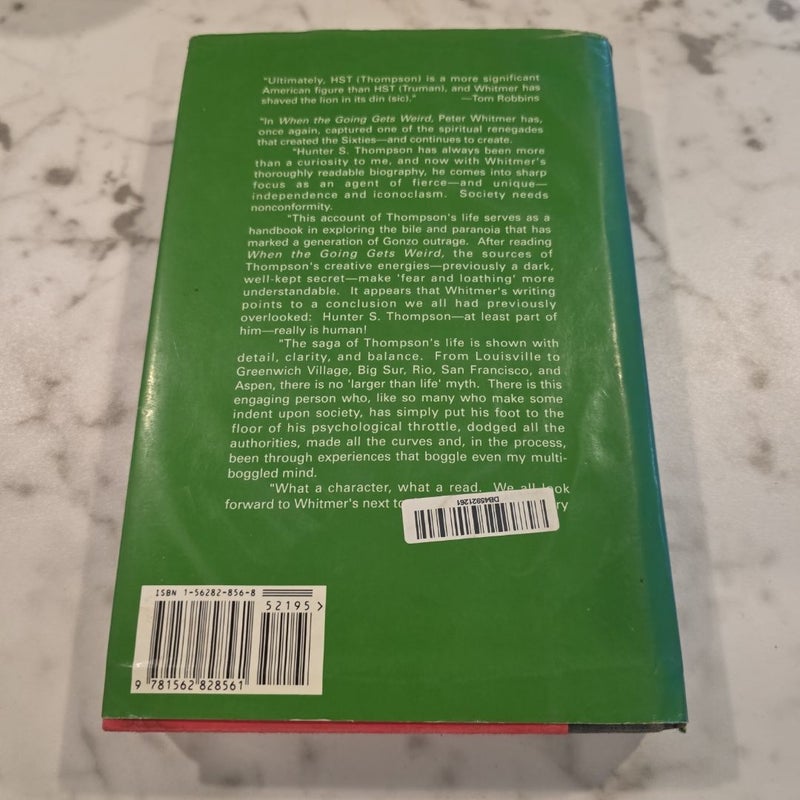 "Ultimately, HST (Thompson) is a more significant
American figure than HST (Truman), and Whitmer has
shaved the lion in its din (sic)." —Tom Robbins
"In When the Going Gets Weird, Peter Whitmer has,
once again, captured one of the spiritual renegades
that created the Sixties—and continues to create.
"Hunter S. Thompson has always been more
than a curiosity to me, and now with Whitmer's
thoroughly readable biography, he comes into sharp
focus as an agent of fierce—and unique—
independence and iconoclasm. Society needs
nonconformity.
"This account of Thompson's life serves as a
handbook in exploring the bile and paranoia that has
marked a generation of Gonzo outrage. After reading
When the Going Gets Weird, the sources of
Thompson's creative energies—previously a dark,
well-kept secret—make 'fear and loathing' more
understandable. It appears that Whitmer's writing
points to a conclusion we all had previously
overlooked: Hunter S. Thompson—at least part of
him—really is human!
"The saga of Thompson's life is shown with
detail, clarity, and balance. From Louisville to
Greenwich Village, Big Sur, Rio, San Francisco, and
Aspen, there is no 'larger than life' myth. There is this
engaging person who, like so many who make some
indent upon society, has simply put his foot to the
floor of his psychological throttle, dodged all the
authorities, made all the curves and, in the process,
been through experiences that boggle even my multi-
boggled mind.
"What a character, what a read. We all look
forward to Whitmer's next
DB45921261
ISBN 1-56282-856-8
52195>
9 781562 828561